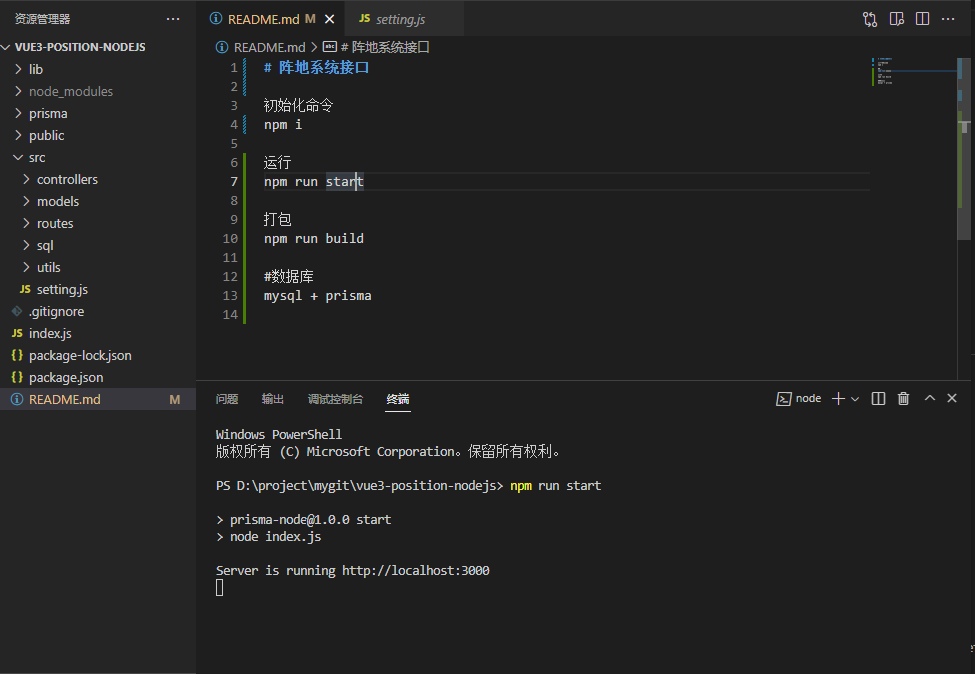 资源管理器 ···
VUE3-POSITION-NODEJS
lib
node_modules
prisma
public
src
controllers
models
routes
sql
utils
JS setting.js
.gitignore
JS index.js
{} package-lock.json
{} package.json
README.md M
README.md M
JS setting.js
README.md > abc # 阵地系统接口
1 # 阵地系统接口
2
3 初始化命令
4 npm i
5
6 运行
7 npm run start
8
9 打包
10 npm run build
11
12 #数据库
13 mysql + prisma
14
问题 输出 调试控制台 终端 node
Windows PowerShell
版权所有 (C) Microsoft Corporation。保留所有权利。
PS D:\project\mygit\vue3-position-nodejs> npm run start
> prisma-node@1.0.0 start
> node index.js
Server is running http://localhost:3000